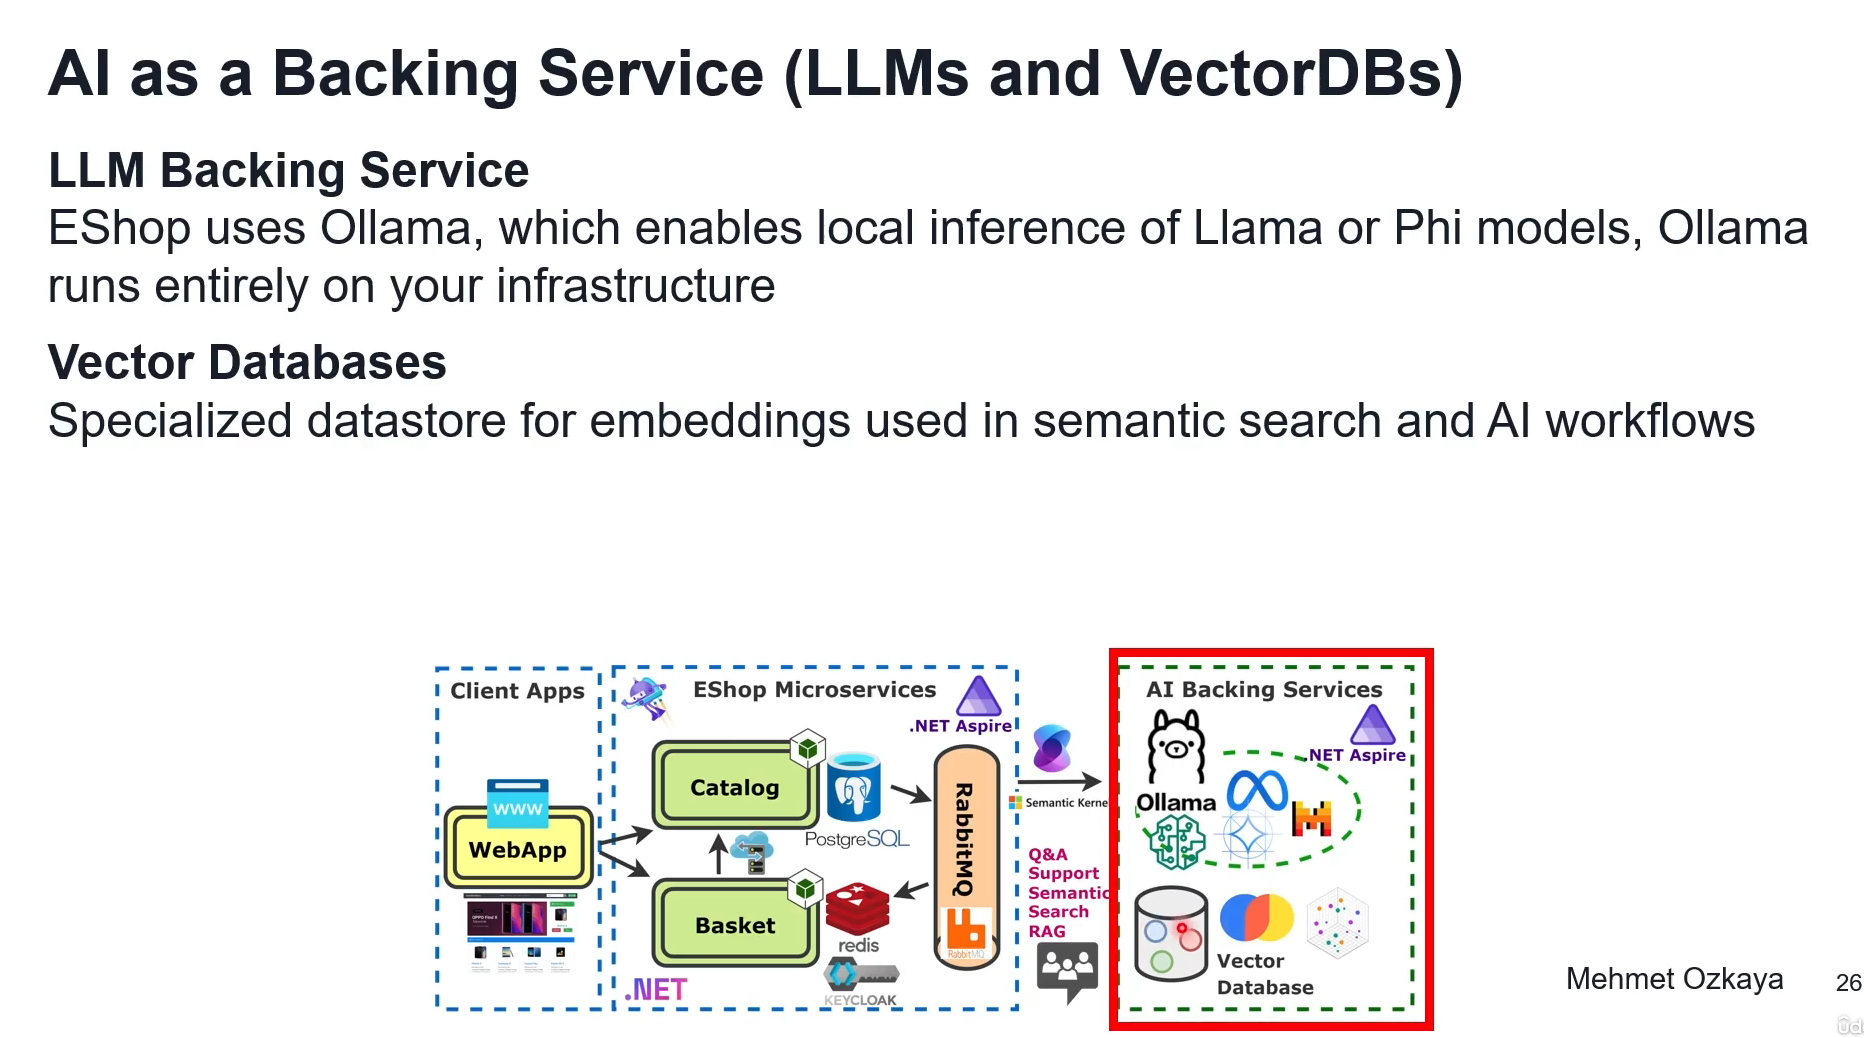 AI as a Backing Service (LLMs and VectorDBs)
LLM Backing Service
EShop uses Ollama, which enables local inference of Llama or Phi models, Ollama
runs entirely on your infrastructure
Vector Databases
Specialized datastore for embeddings used in semantic search and AI workflows
Client Apps
WWW
WebApp
EShop Microservices
.NET Aspire
Catalog
PostgreSQL
Basket
redis
KEYCLOAK
.NET
RabbitMQ
RabbitMQ
Semantic Kerne
Q&A
Support
Semantic
Search
RAG
AI Backing Services
.NET Aspire
Ollama
Vector
Database
Mehmet Ozkaya
26
ûd